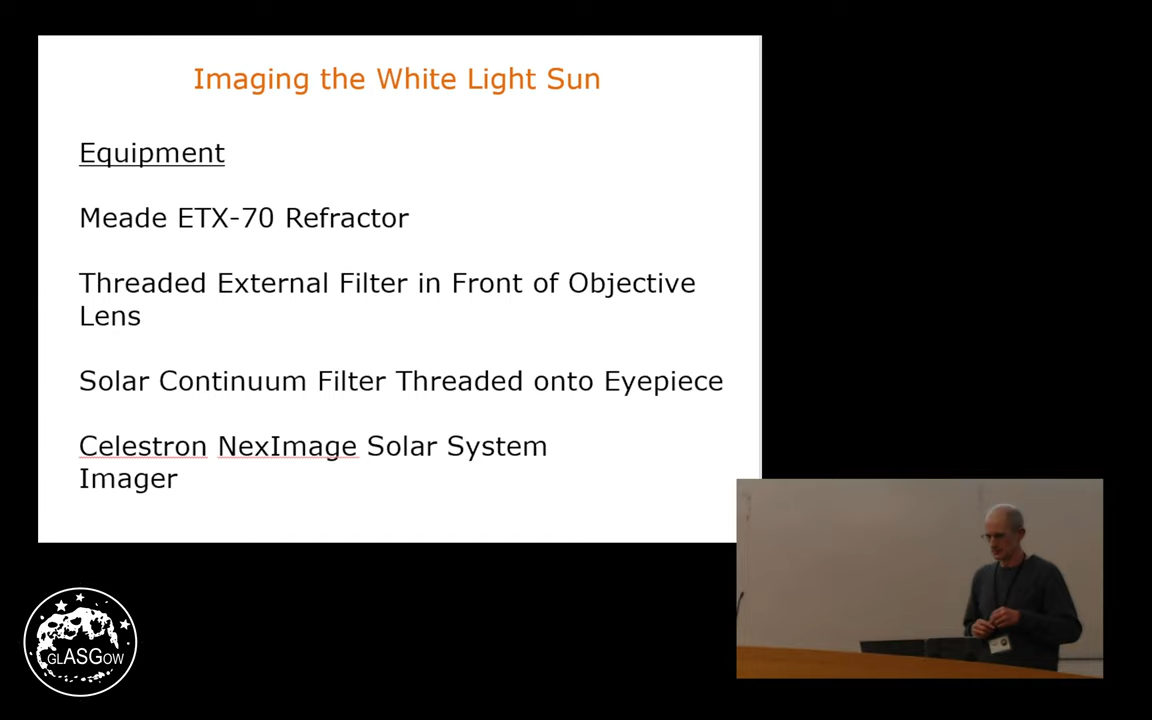 Imaging the White Light Sun
Equipment
Meade ETX-70 Refractor
Threaded External Filter in Front of Objective
Lens
Solar Continuum Filter Threaded onto Eyepiece
Celestron NexImage Solar System
Imager
GLASGOW